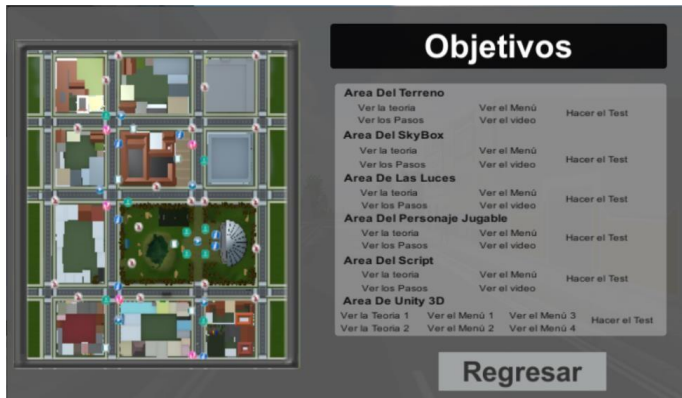 Objetivos
Area Del Terreno
Ver la teoria Ver el Menú Hacer el Test
Ver los Pasos Ver el video
Area Del SkyBox
Ver la teoria Ver el Menú Hacer el Test
Ver los Pasos Ver el video
Area De Las Luces
Ver la teoria Ver el Menú Hacer el Test
Ver los Pasos Ver el video
Area Del Personaje Jugable
Ver la teoria Ver el Menú Hacer el Test
Ver los Pasos Ver el video
Area Del Script
Ver la teoria Ver el Menú Hacer el Test
Ver los Pasos Ver el video
Area De Unity 3D
Ver la Teoria 1 Ver el Menú 1 Ver el Menú 3 Hacer el Test
Ver la Teoria 2 Ver el Menú 2 Ver el Menú 4
Regresar